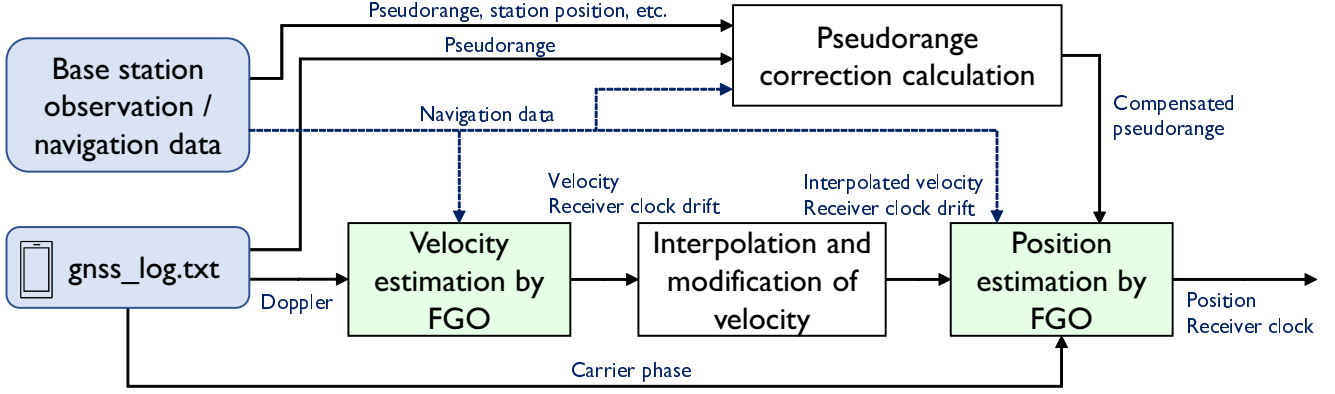 Pseudorange, station position, etc.
Pseudorange
Base station
observation /
navigation data
Pseudorange
correction calculation
Navigation data
Compensated
pseudorange
Velocity
Receiver clock drift
Interpolated velocity
Receiver clock drift
gnss_log.txt
Doppler
Velocity
estimation by
FGO
Interpolation and
modification of
velocity
Position
estimation by
FGO
Position
Receiver clock
Carrier phase